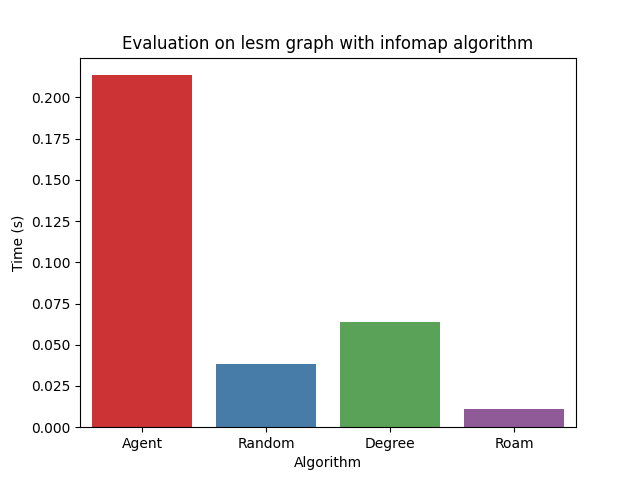 Evaluation on lesm graph with infomap algorithm
Time (s)
0.200
0.175
0.150
0.125
0.100
0.075
0.050
0.025
0.000
Agent Random Degree Roam
Algorithm